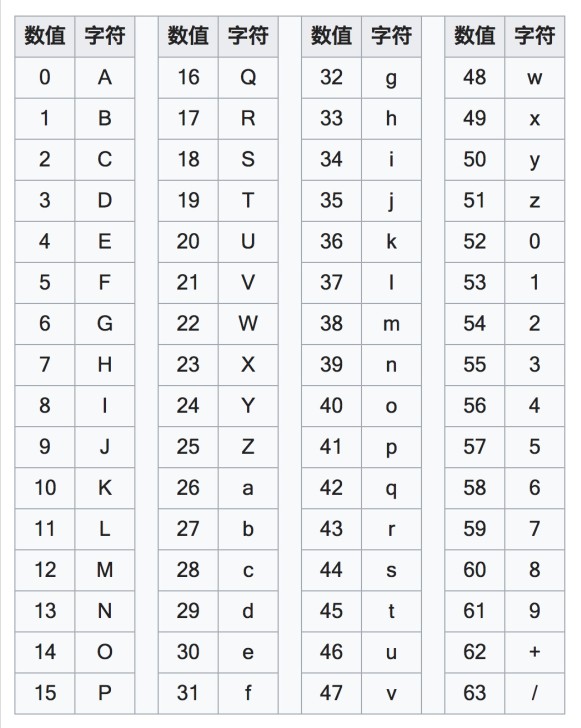 数值 字符 数值 字符 数值 字符 数值 字符
0 A 16 Q 32 g 48 w
1 B 17 R 33 h 49 x
2 C 18 S 34 i 50 y
3 D 19 T 35 j 51 z
4 E 20 U 36 k 52 0
5 F 21 V 37 l 53 1
6 G 22 W 38 m 54 2
7 H 23 X 39 n 55 3
8 I 24 Y 40 o 56 4
9 J 25 Z 41 p 57 5
10 K 26 a 42 q 58 6
11 L 27 b 43 r 59 7
12 M 28 c 44 s 60 8
13 N 29 d 45 t 61 9
14 O 30 e 46 u 62 +
15 P 31 f 47 v 63 /